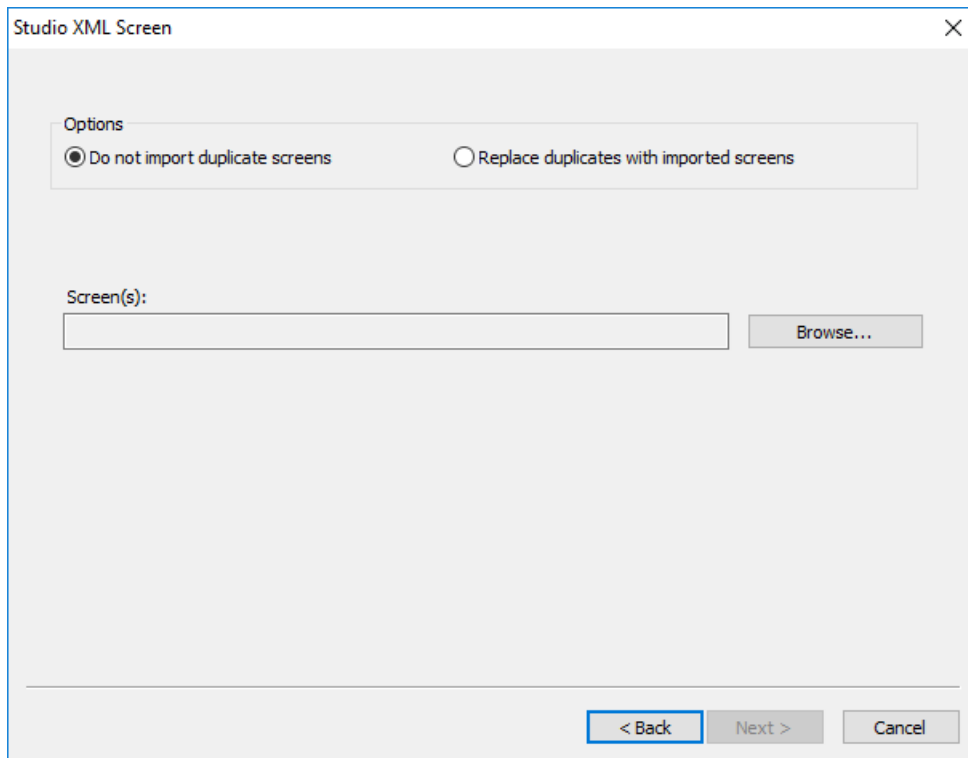 Studio XML Screen
Options
Do not import duplicate screens
Replace duplicates with imported screens
Screen(s):
Browse...
< Back
Next >
Cancel